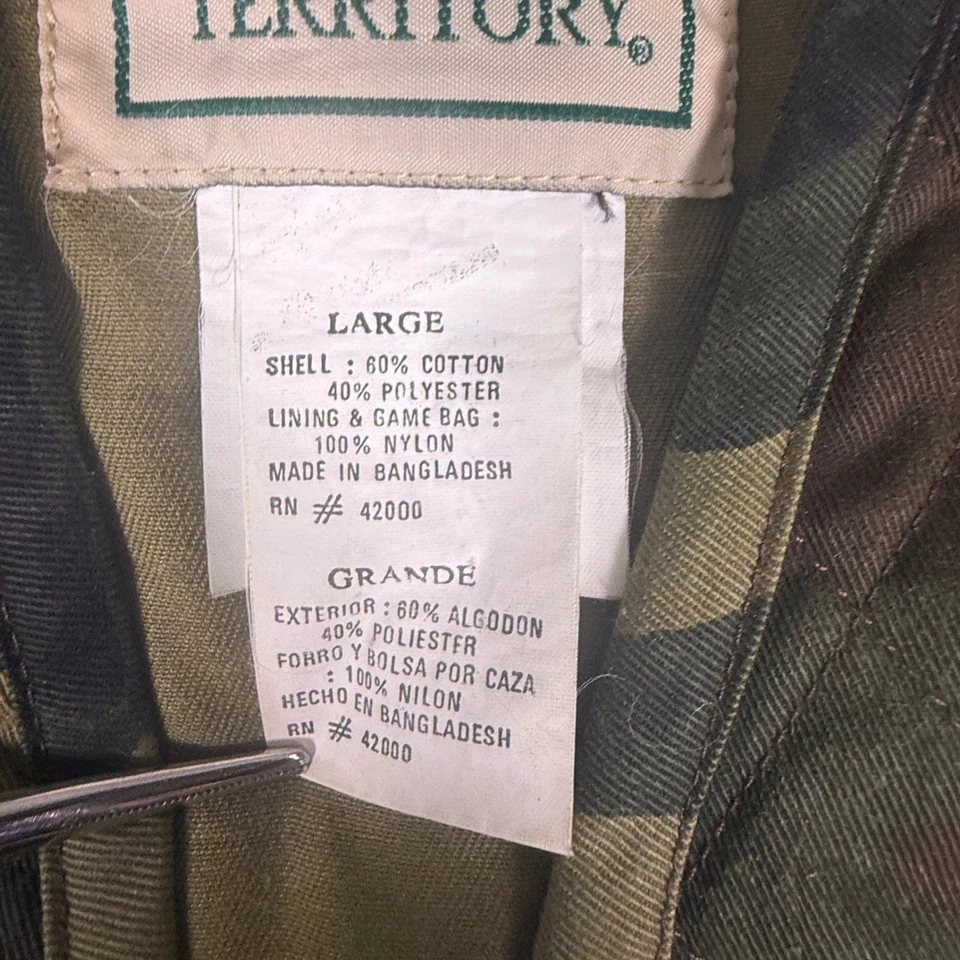 TERRITORY®
LARGE
SHELL : 60% COTTON
40% POLYESTER
LINING & GAME BAG :
100% NYLON
MADE IN BANGLADESH
RN # 42000
GRANDE
EXTERIOR : 60% ALGODON
40% POLIESTER
FORRO Y BOLSA POR CAZA
: 100% NILON
HECHO EN BANGLADESH
RN # 42000